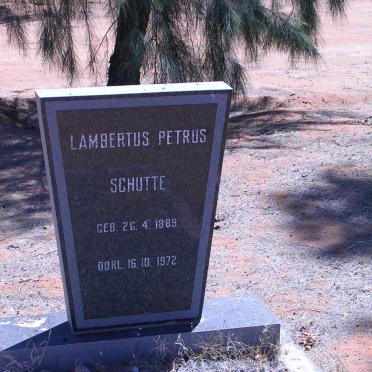 LAMBERTUS PETRUS
SCHUTTE
GEB. 26. 4. 1889
OORL. 16. 10. 1972